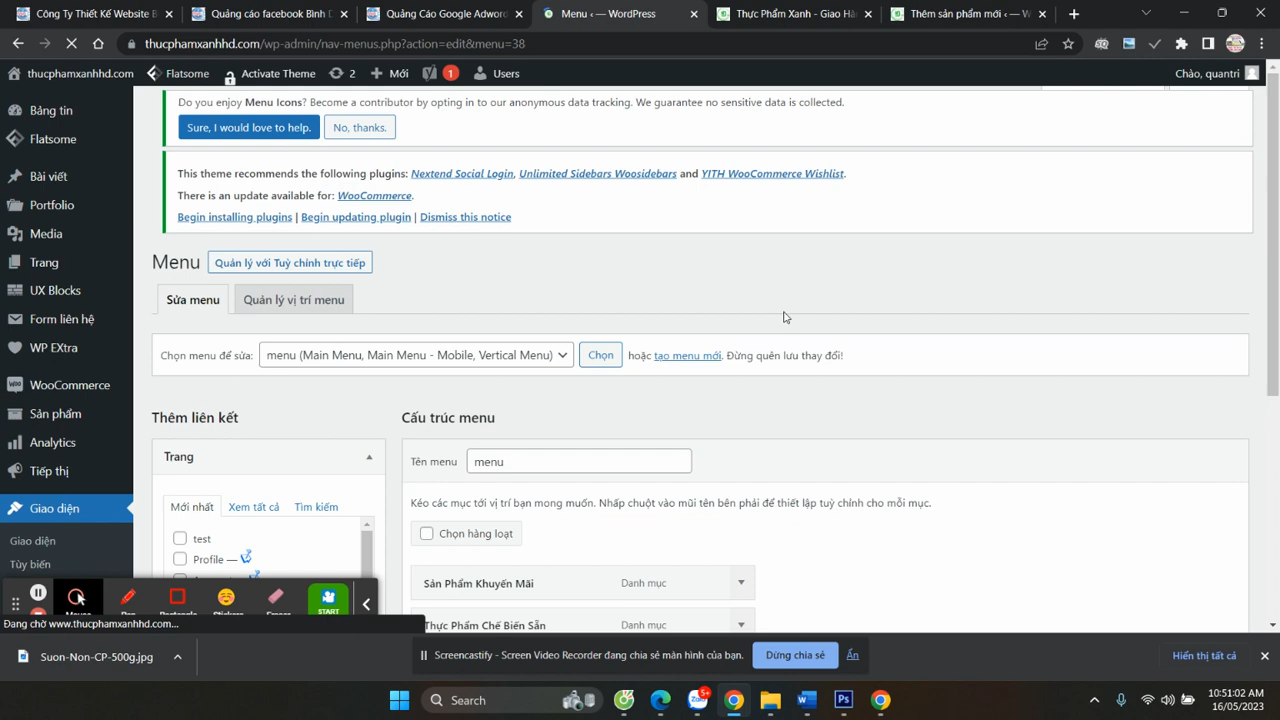 Công Ty Thiết Kế Website B
Quảng cáo facebook Bình D
Quảng Cáo Google Adword
Menu ‹ — WordPress
Thực Phẩm Xanh - Giao Hà
Thêm sản phẩm mới ‹ — W
thucphamxanhhd.com/wp-admin/nav-menus.php?action=edit&menu=38
thucphamxanhhd.com
Flatsome
Activate Theme
2
Mới
1
Users
Chào, quantri
Bảng tin
Flatsome
Bài viết
Portfolio
Media
Trang
UX Blocks
Form liên hệ
WP EXtra
WooCommerce
Sản phẩm
Analytics
Tiếp thị
Giao diện
Giao diện
Tùy biến
Do you enjoy Menu Icons? Become a contributor by opting in to our anonymous data tracking. We guarantee no sensitive data is collected.
Sure, I would love to help.
No, thanks.
This theme recommends the following plugins: Nextend Social Login, Unlimited Sidebars Woosidebars and YITH WooCommerce Wishlist.
There is an update available for: WooCommerce.
Begin installing plugins | Begin updating plugin | Dismiss this notice
Menu
Quản lý với Tuỳ chỉnh trực tiếp
Sửa menu
Quản lý vị trí menu
Chọn menu để sửa:
menu (Main Menu, Main Menu - Mobile, Vertical Menu)
Chọn
hoặc tạo menu mới. Đừng quên lưu thay đổi!
Thêm liên kết
Trang
Mới nhất
Xem tất cả
Tìm kiếm
test
Profile —
Cấu trúc menu
Tên menu
menu
Kéo các mục tới vị trí bạn mong muốn. Nhấp chuột vào mũi tên bên phải để thiết lập tuỳ chỉnh cho mỗi mục.
Chọn hàng loạt
Sản Phẩm Khuyến Mãi
Danh mục
Thực Phẩm Chế Biến Sẵn
Danh mục
START
Đang chờ www.thucphamxanhhd.com...
Suon-Non-CP-500g.jpg
Screencastify - Screen Video Recorder đang chia sẻ màn hình của bạn.
Dừng chia sẻ
Ẩn
Hiển thị tất cả
Search
5+
10:51:02 AM
16/05/2023